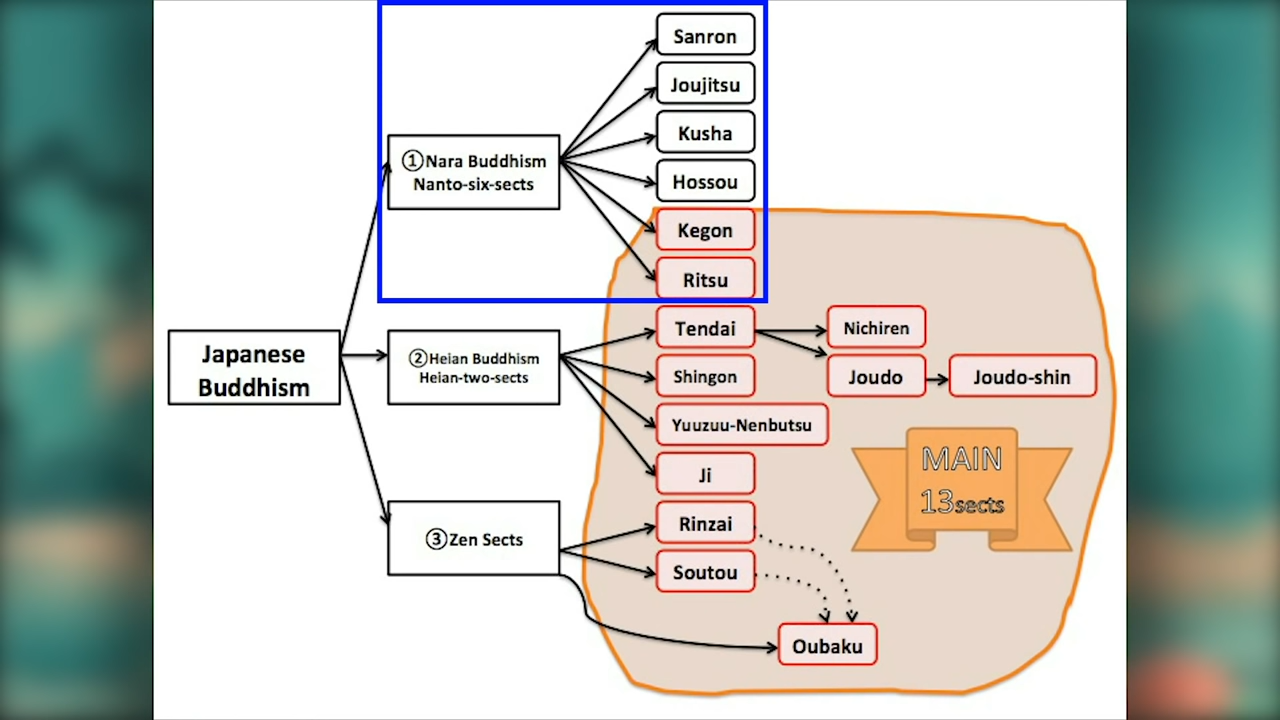 Japanese
Buddhism
①Nara Buddhism
Nanto-six-sects
Sanron
Joujitsu
Kusha
Hossou
Kegon
Ritsu
②Heian Buddhism
Heian-two-sects
Tendai
Nichiren
Joudo
Joudo-shin
Shingon
Yuuzuu-Nenbutsu
Ji
③Zen Sects
Rinzai
Soutou
Oubaku
MAIN
13sects